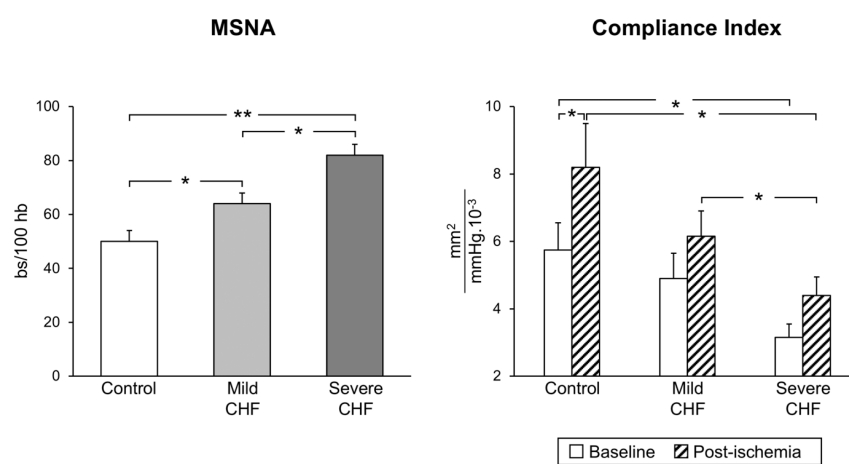 MSNA
100
80
60
40
20
0
bs/100 hb
**
*
*
Control
Mild
CHF
Severe
CHF
Compliance Index
10
8
6
4
2
mm²
mmHg.10⁻³
*
*
*
*
Control
Mild
CHF
Severe
CHF
Baseline
Post-ischemia